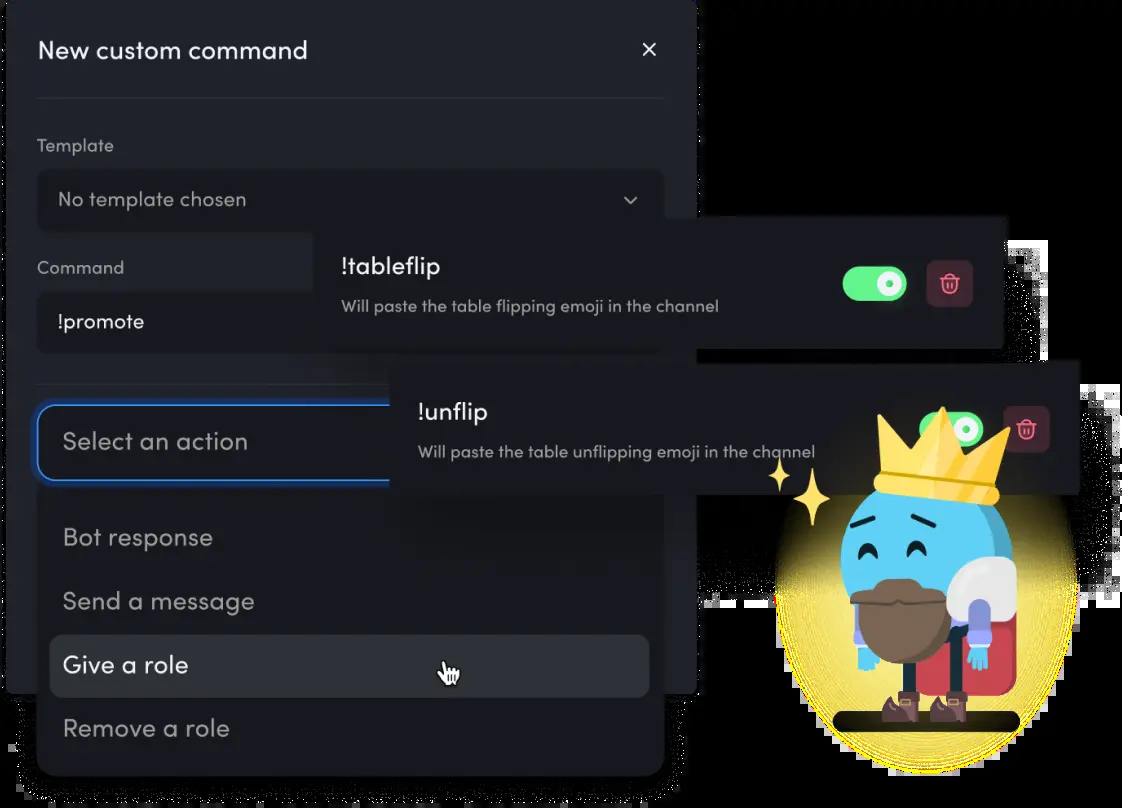 New custom command
Template
No template chosen
Command
!promote
!tableflip
Will paste the table flipping emoji in the channel
!unflip
Will paste the table unflipping emoji in the channel
Select an action
Bot response
Send a message
Give a role
Remove a role